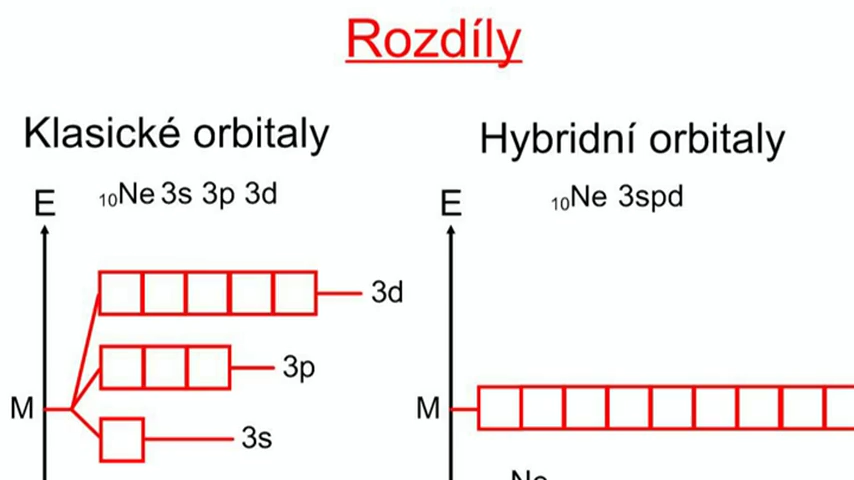 Rozdíly
Klasické orbitaly
₁₀Ne 3s 3p 3d
E
3d
3p
M
3s
Hybridní orbitaly
₁₀Ne 3spd
E
M